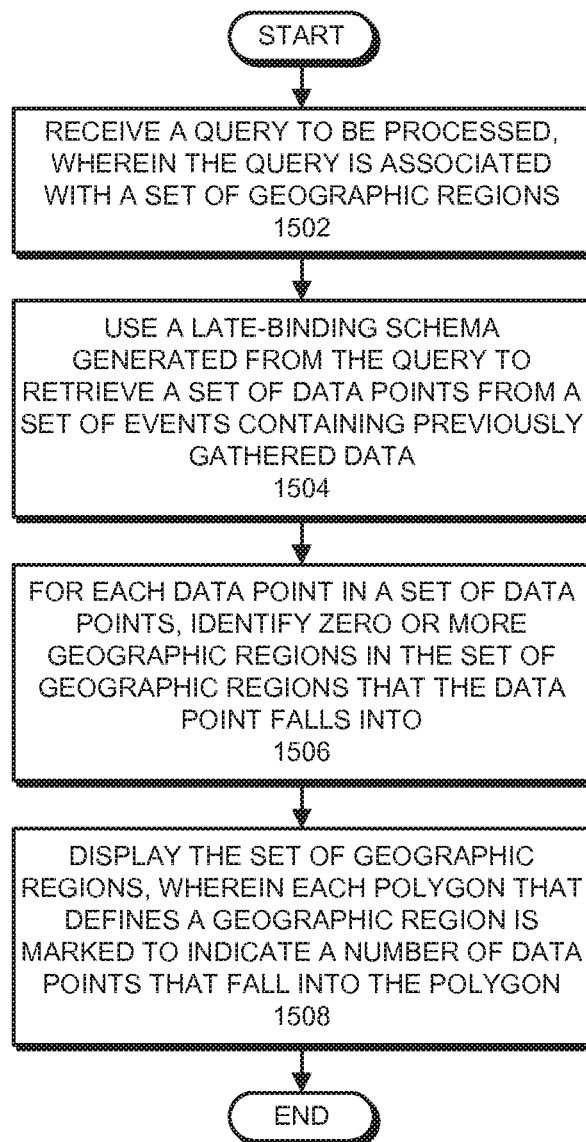 START
RECEIVE A QUERY TO BE PROCESSED,
WHEREIN THE QUERY IS ASSOCIATED
WITH A SET OF GEOGRAPHIC REGIONS
1502
USE A LATE-BINDING SCHEMA
GENERATED FROM THE QUERY TO
RETRIEVE A SET OF DATA POINTS FROM A
SET OF EVENTS CONTAINING PREVIOUSLY
GATHERED DATA
1504
FOR EACH DATA POINT IN A SET OF DATA
POINTS, IDENTIFY ZERO OR MORE
GEOGRAPHIC REGIONS IN THE SET OF
GEOGRAPHIC REGIONS THAT THE DATA
POINT FALLS INTO
1506
DISPLAY THE SET OF GEOGRAPHIC
REGIONS, WHEREIN EACH POLYGON THAT
DEFINES A GEOGRAPHIC REGION IS
MARKED TO INDICATE A NUMBER OF DATA
POINTS THAT FALL INTO THE POLYGON
1508
END